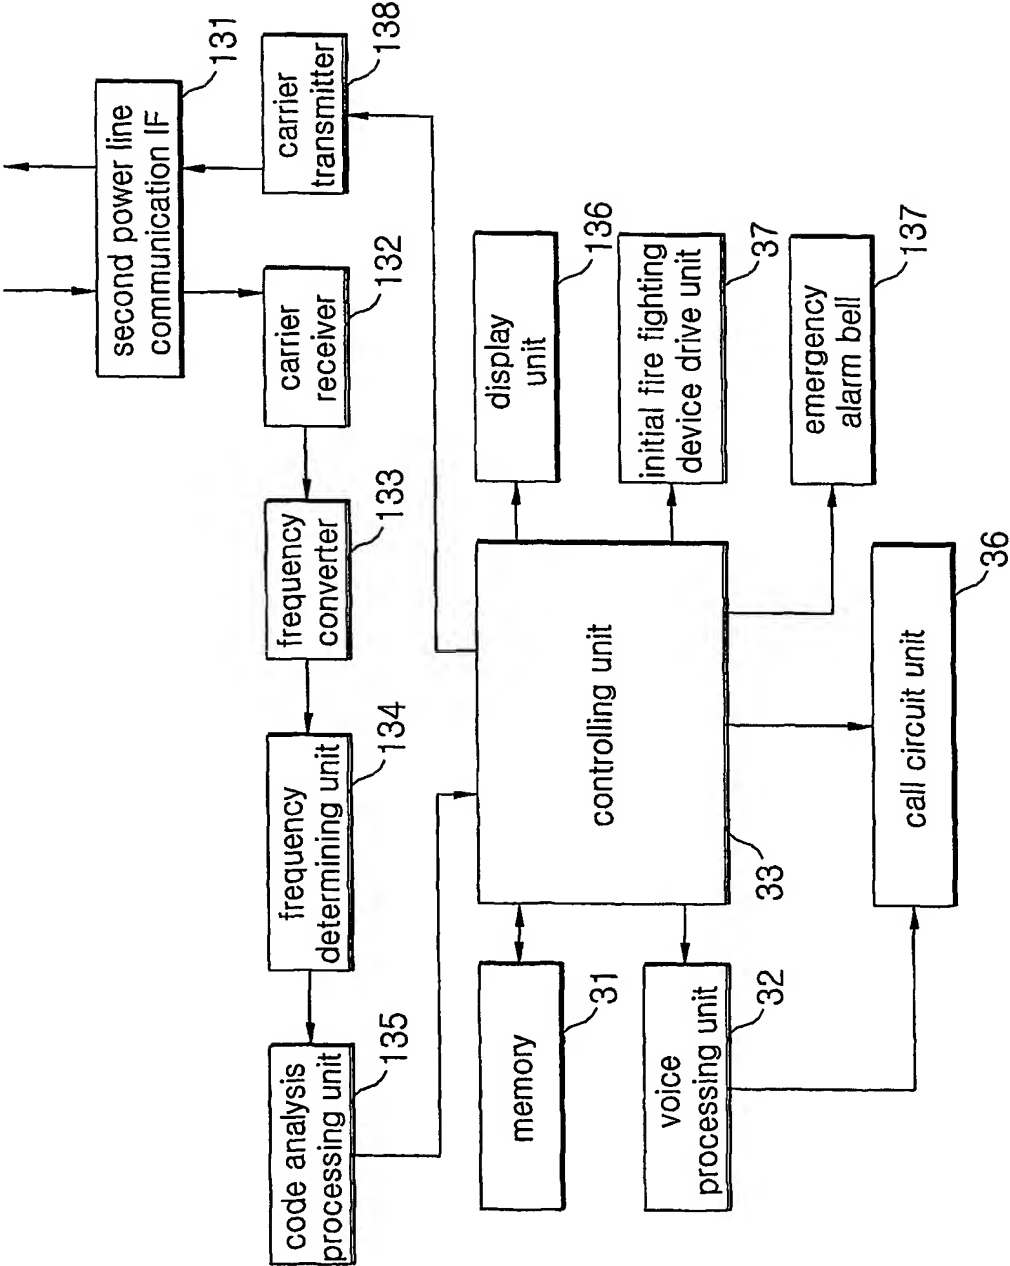 second power line
communication IF
131
carrier
transmitter
138
carrier
receiver
132
frequency
converter
133
frequency
determining unit
134
code analysis
processing unit
135
display
unit
136
initial fire fighting
device drive unit
37
emergency
alarm bell
137
controlling unit
33
memory
31
voice
processing unit
32
call circuit unit
36